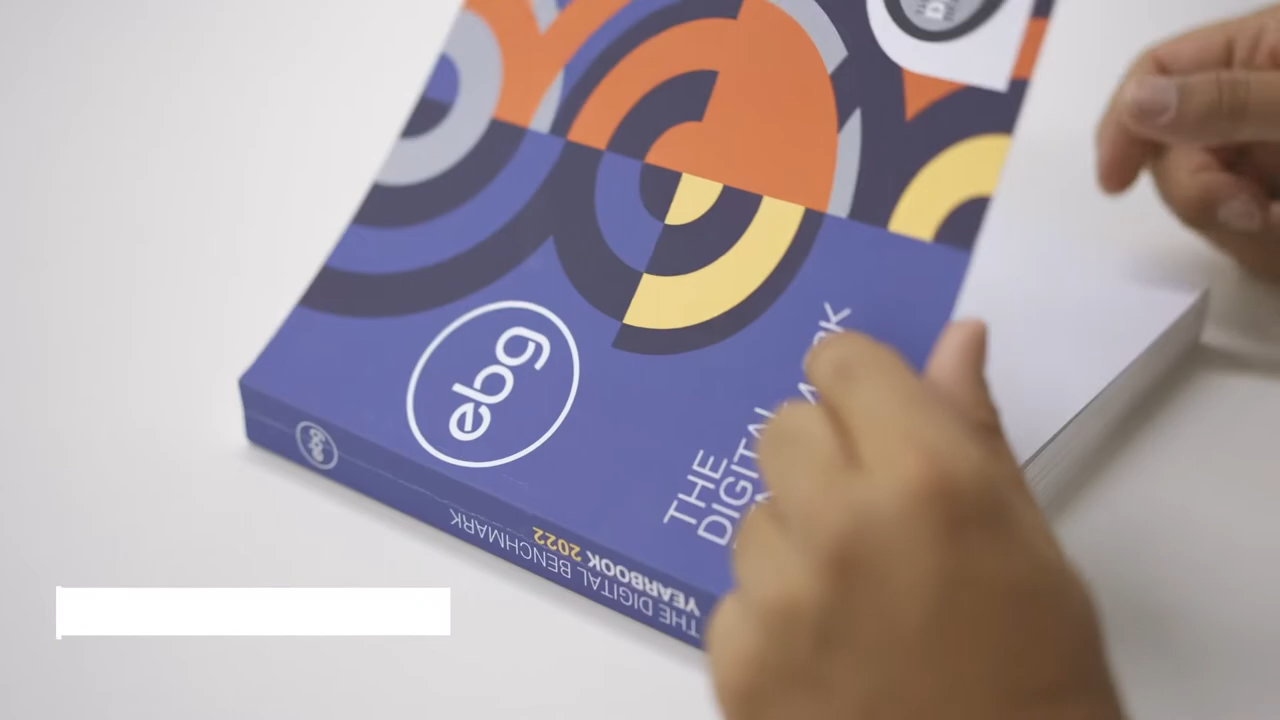 ebg
THE
DIGITAL
ebg
THE DIGITAL BENCHMARK
YEARBOOK 2022